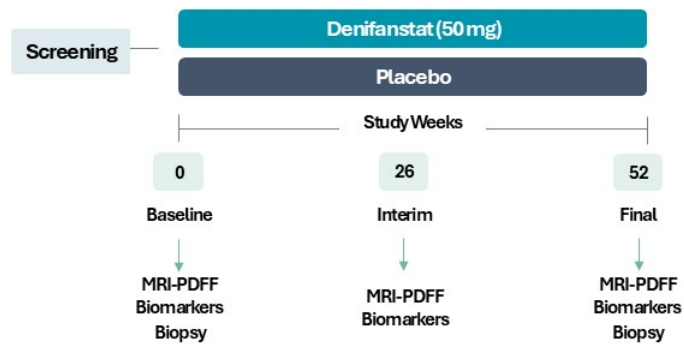 Denifanstat (50 mg)
Screening
Placebo
Study Weeks
0
26
52
Baseline
Interim
Final
MRI-PDFF
Biomarkers
Biopsy
MRI-PDFF
Biomarkers
MRI-PDFF
Biomarkers
Biopsy